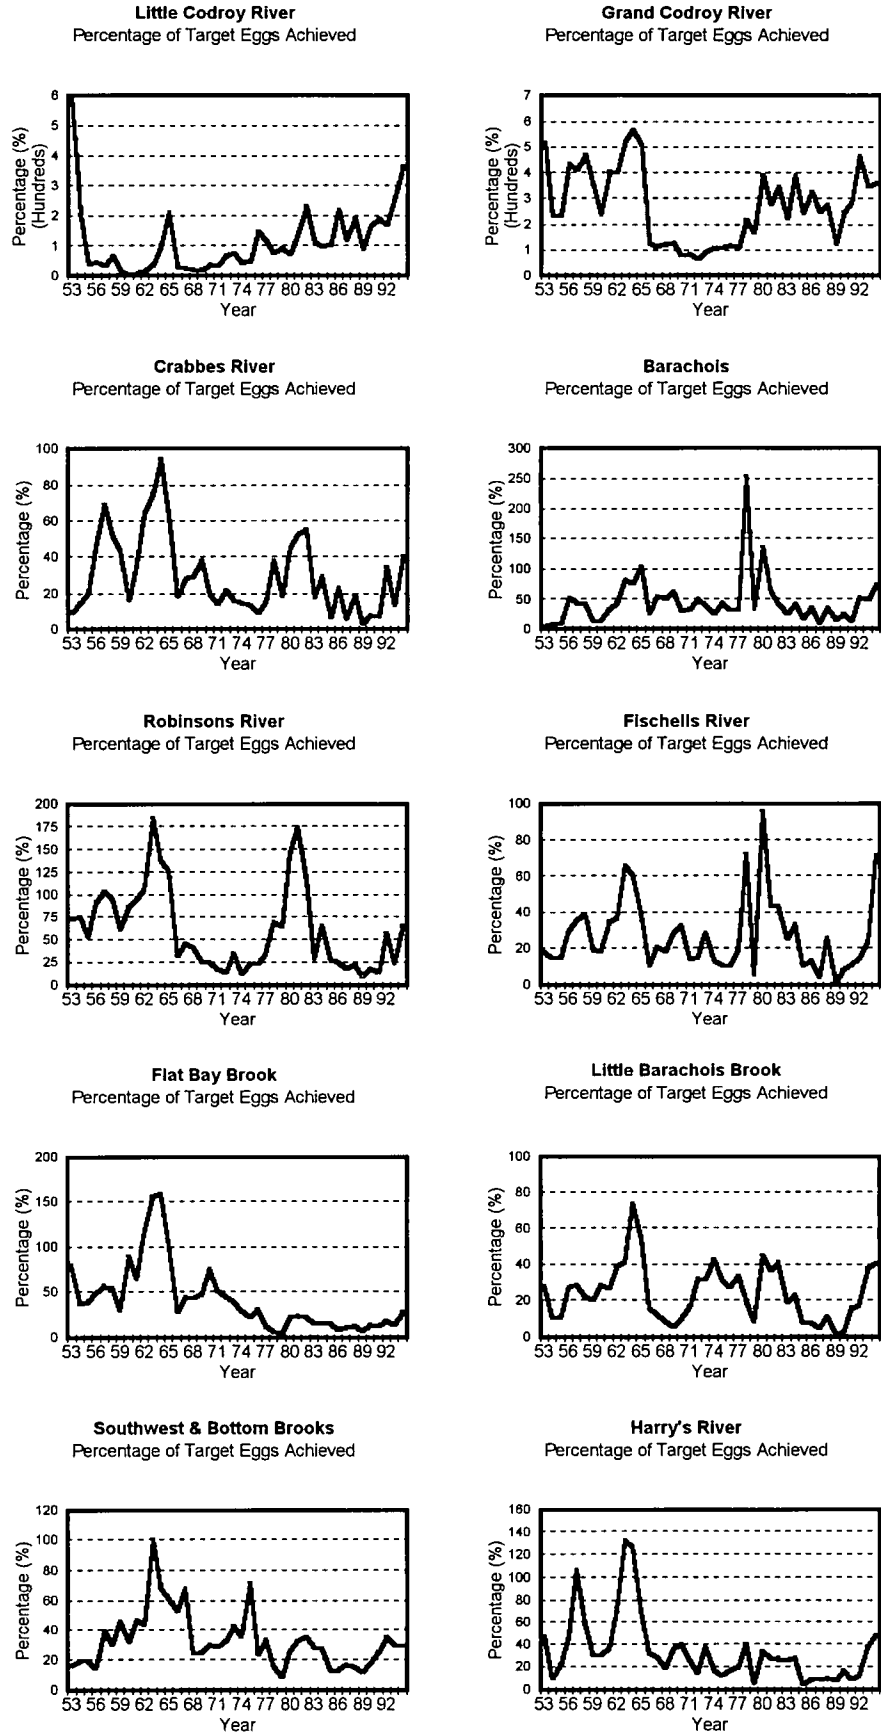 Little Codroy River
Percentage of Target Eggs Achieved
6
5
4
3
2
1
0
Percentage (%)
(Hundreds)
53 56 59 62 65 68 71 74 77 80 83 86 89 92
Year
Grand Codroy River
Percentage of Target Eggs Achieved
7
6
5
4
3
2
1
0
Percentage (%)
(Hundreds)
53 56 59 62 65 68 71 74 77 80 83 86 89 92
Year
Crabbes River
Percentage of Target Eggs Achieved
100
80
60
40
20
0
Percentage (%)
53 56 59 62 65 68 71 74 77 80 83 86 89 92
Year
Barachois
Percentage of Target Eggs Achieved
300
250
200
150
100
50
0
Percentage (%)
53 56 59 62 65 68 71 74 77 80 83 86 89 92
Year
Robinsons River
Percentage of Target Eggs Achieved
200
175
150
125
100
75
50
25
0
Percentage (%)
53 56 59 62 65 68 71 74 77 80 83 86 89 92
Year
Fischells River
Percentage of Target Eggs Achieved
100
80
60
40
20
0
Percentage (%)
53 56 59 62 65 68 71 74 77 80 83 86 89 92
Year
Flat Bay Brook
Percentage of Target Eggs Achieved
200
150
100
50
0
Percentage (%)
53 56 59 62 65 68 71 74 77 80 83 86 89 92
Year
Little Barachois Brook
Percentage of Target Eggs Achieved
100
80
60
40
20
0
Percentage (%)
53 56 59 62 65 68 71 74 77 80 83 86 89 92
Year
Southwest & Bottom Brooks
Percentage of Target Eggs Achieved
120
100
80
60
40
20
0
Percentage (%)
53 56 59 62 65 68 71 74 77 80 83 86 89 92
Year
Harry's River
Percentage of Target Eggs Achieved
160
140
120
100
80
60
40
20
0
Percentage (%)
53 56 59 62 65 68 71 74 77 80 83 86 89 92
Year